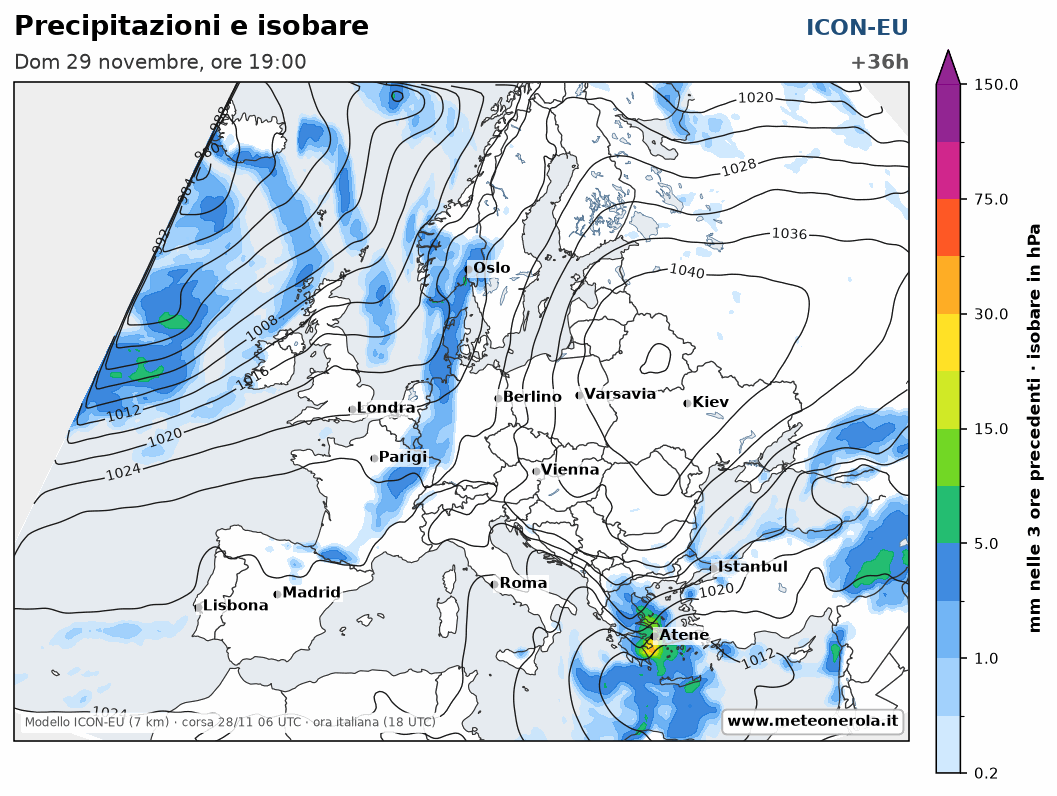 Precipitazioni e isobare
ICON-EU
Dom 29 novembre, ore 19:00
+36h
1020
1028
1036
1040
984
992
1008
1016
1012
1020
1024
Oslo
Berlino
Varsavia
Kiev
Londra
Parigi
Vienna
Istanbul
Roma
Madrid
Lisbona
1020
Atene
1012
1024
Modello ICON-EU (7 km) · corsa 28/11 06 UTC · ora italiana (18 UTC)
www.meteonerola.it
150.0
75.0
30.0
15.0
5.0
1.0
0.2
mm nelle 3 ore precedenti · isobare in hPa